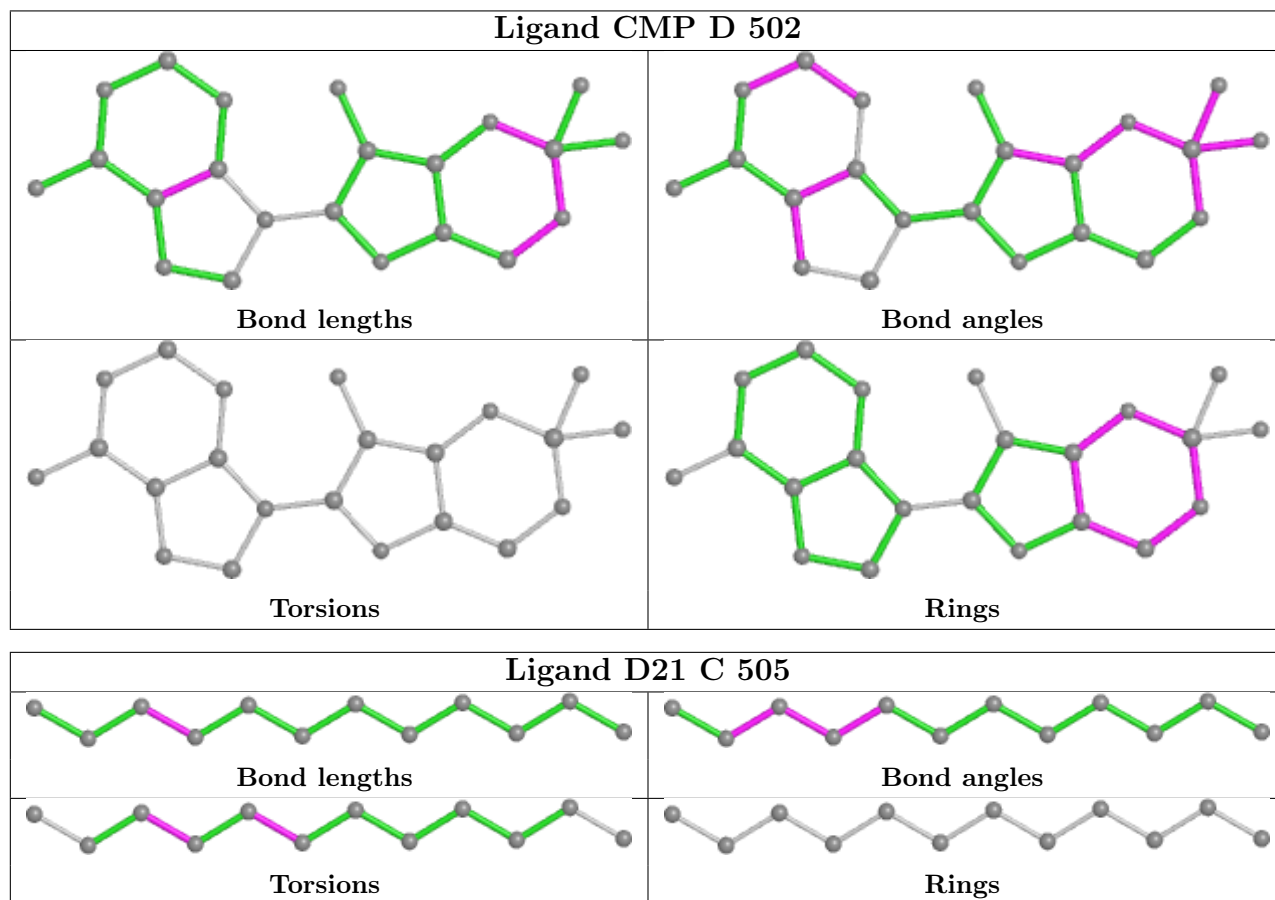 Ligand CMP D 502
Bond lengths
Bond angles
Torsions
Rings
Ligand D21 C 505
Bond lengths
Bond angles
Torsions
Rings